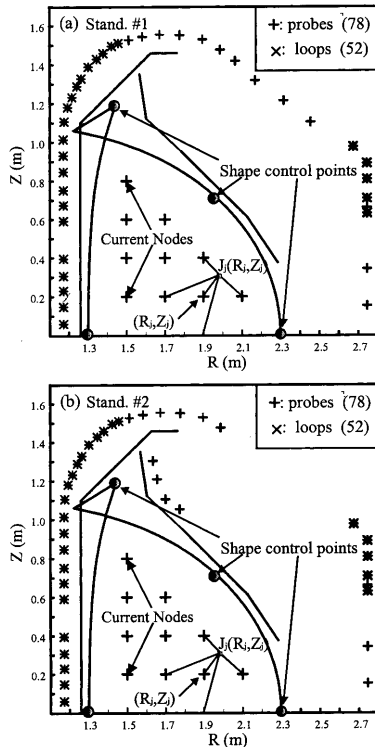 (a) Stand. #1
+: probes (78)
×: loops (52)
1.6
1.4
1.2
1.0
0.8
0.6
0.4
0.2
Z (m)
Shape control points
Current Nodes
Jj(Rj,Zj)
(Rj,Zj)
1.3 1.5 1.7 1.9 2.1 2.3 2.5 2.7
R (m)
(b) Stand. #2
+: probes (78)
×: loops (52)
1.6
1.4
1.2
1.0
0.8
0.6
0.4
0.2
0.0
Z (m)
Shape control points
Current Nodes
Jj(Rj,Zj)
(Rj,Zj)
1.3 1.5 1.7 1.9 2.1 2.3 2.5 2.7
R (m)